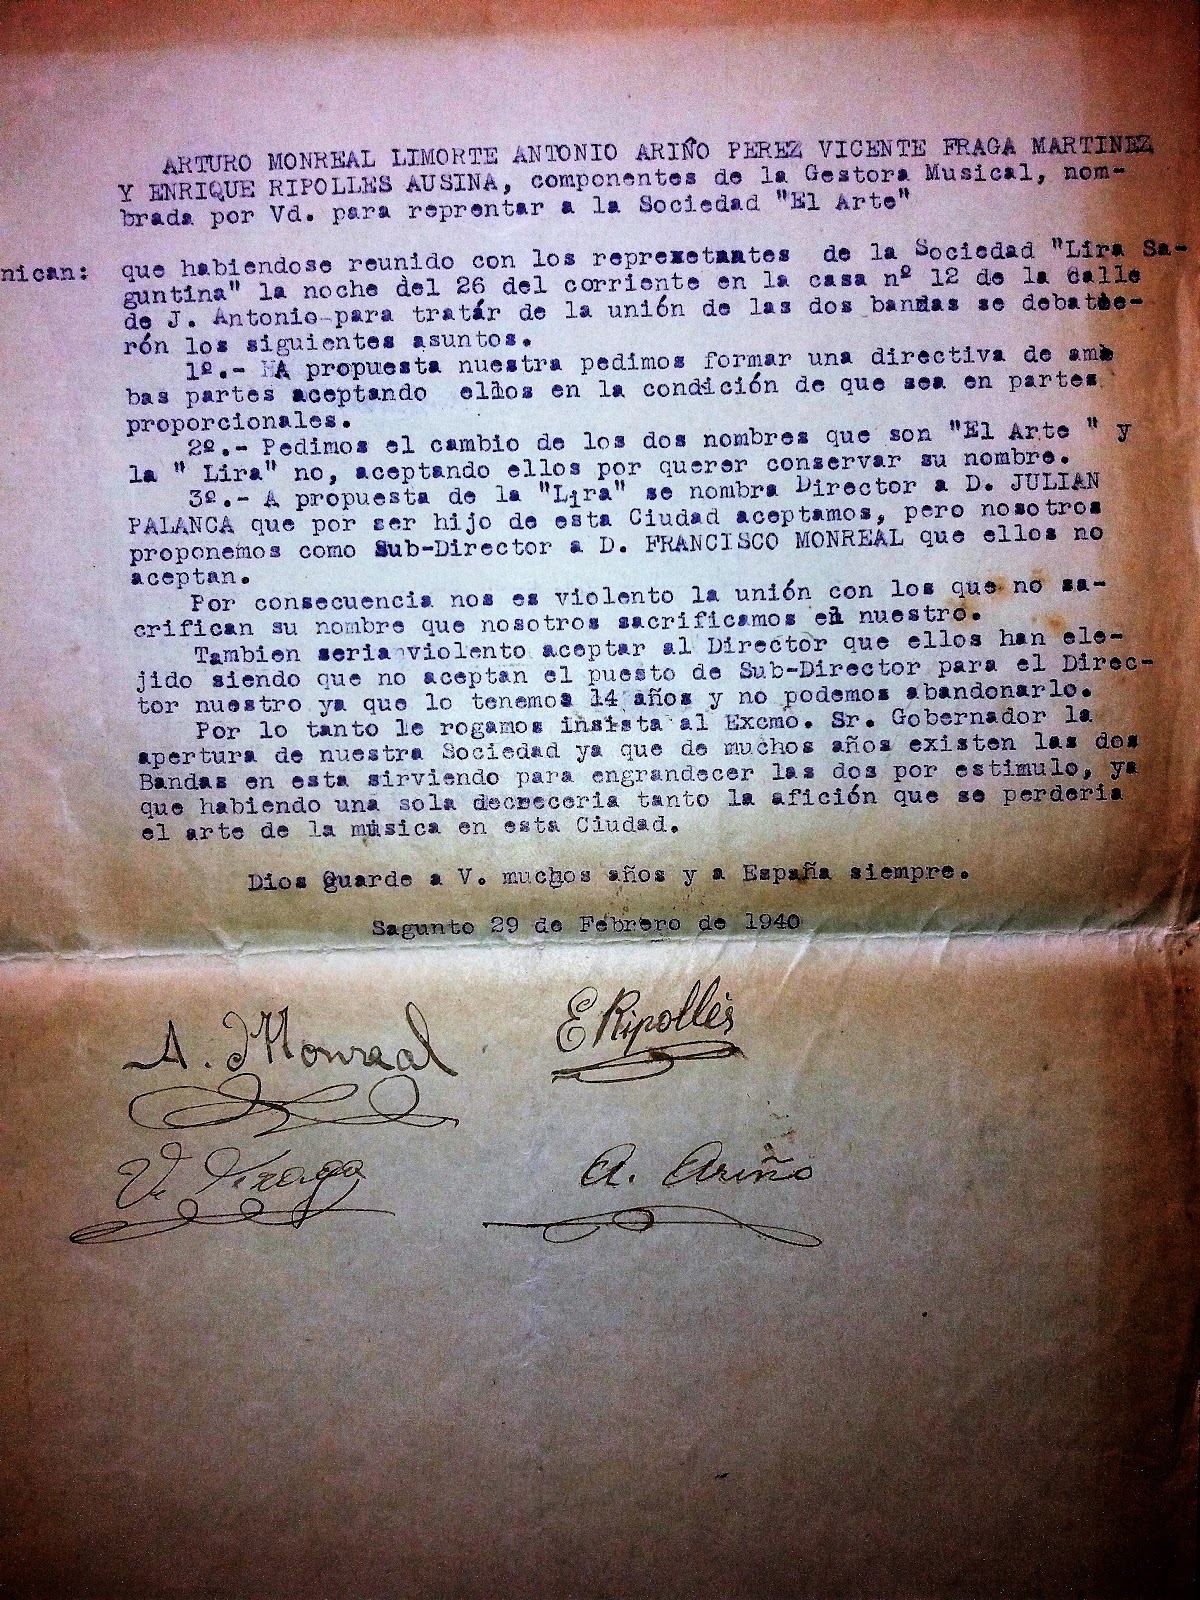 ARTURO MONREAL LIMORTE ANTONIO ARIÑO PEREZ VICENTE FRAGA MARTINEZ
Y ENRIQUE RIPOLLES AUSINA, componentes de la Gestora Musical, nom-
brada por Vd. para reprentar a la Sociedad "El Arte"
nican: que habiendose reunido con los represetmates de la Sociedad "Lira Sa-
guntina" la noche del 26 del corriente en la casa nº 12 de la calle
de J. Antonio para tratár de la unión de las dos bandas se debatie-
rón los siguientes asuntos.
1º.- A propuesta nuestra pedimos formar una directiva de am
bas partes aceptando ellos en la condición de que sea en partes
proporcionales.
2º.- Pedimos el cambio de los dos nombres que son "El Arte " y
la " Lira" no, aceptando ellos por querer conservar su nombre.
3º.- A propuesta de la "Lira" se nombra Director a D. JULIAN
PALANCA que por ser hijo de esta Ciudad aceptamos, pero nosotros
proponemos como Sub-Director a D. FRANCISCO MONREAL que ellos no
aceptan.
Por consecuencia nos es violento la unión con los que no sa-
crifican su nombre que nosotros sacrificamos el nuestro.
Tambien seria violento aceptar al Director que ellos han ele-
jido siendo que no aceptan el puesto de Sub-Director para el Direc-
tor nuestro ya que lo tenemos 14 años y no podemos abandonarlo.
Por lo tanto le rogamos insista al Excmo. Sr. Gobernador la
apertura de nuestra Sociedad ya que de muchos años existen las dos
Bandas en esta sirviendo para engrandecer las dos por estimulo, ya
que habiendo una sola decreceria tanto la afición que se perderia
el arte de la música en esta Ciudad.
Dios Guarde a V. muchos años y a España siempre.
Sagunto 29 de Febrero de 1940
A. Monreal
E Ripollés
V. Fraga
A. Ariño